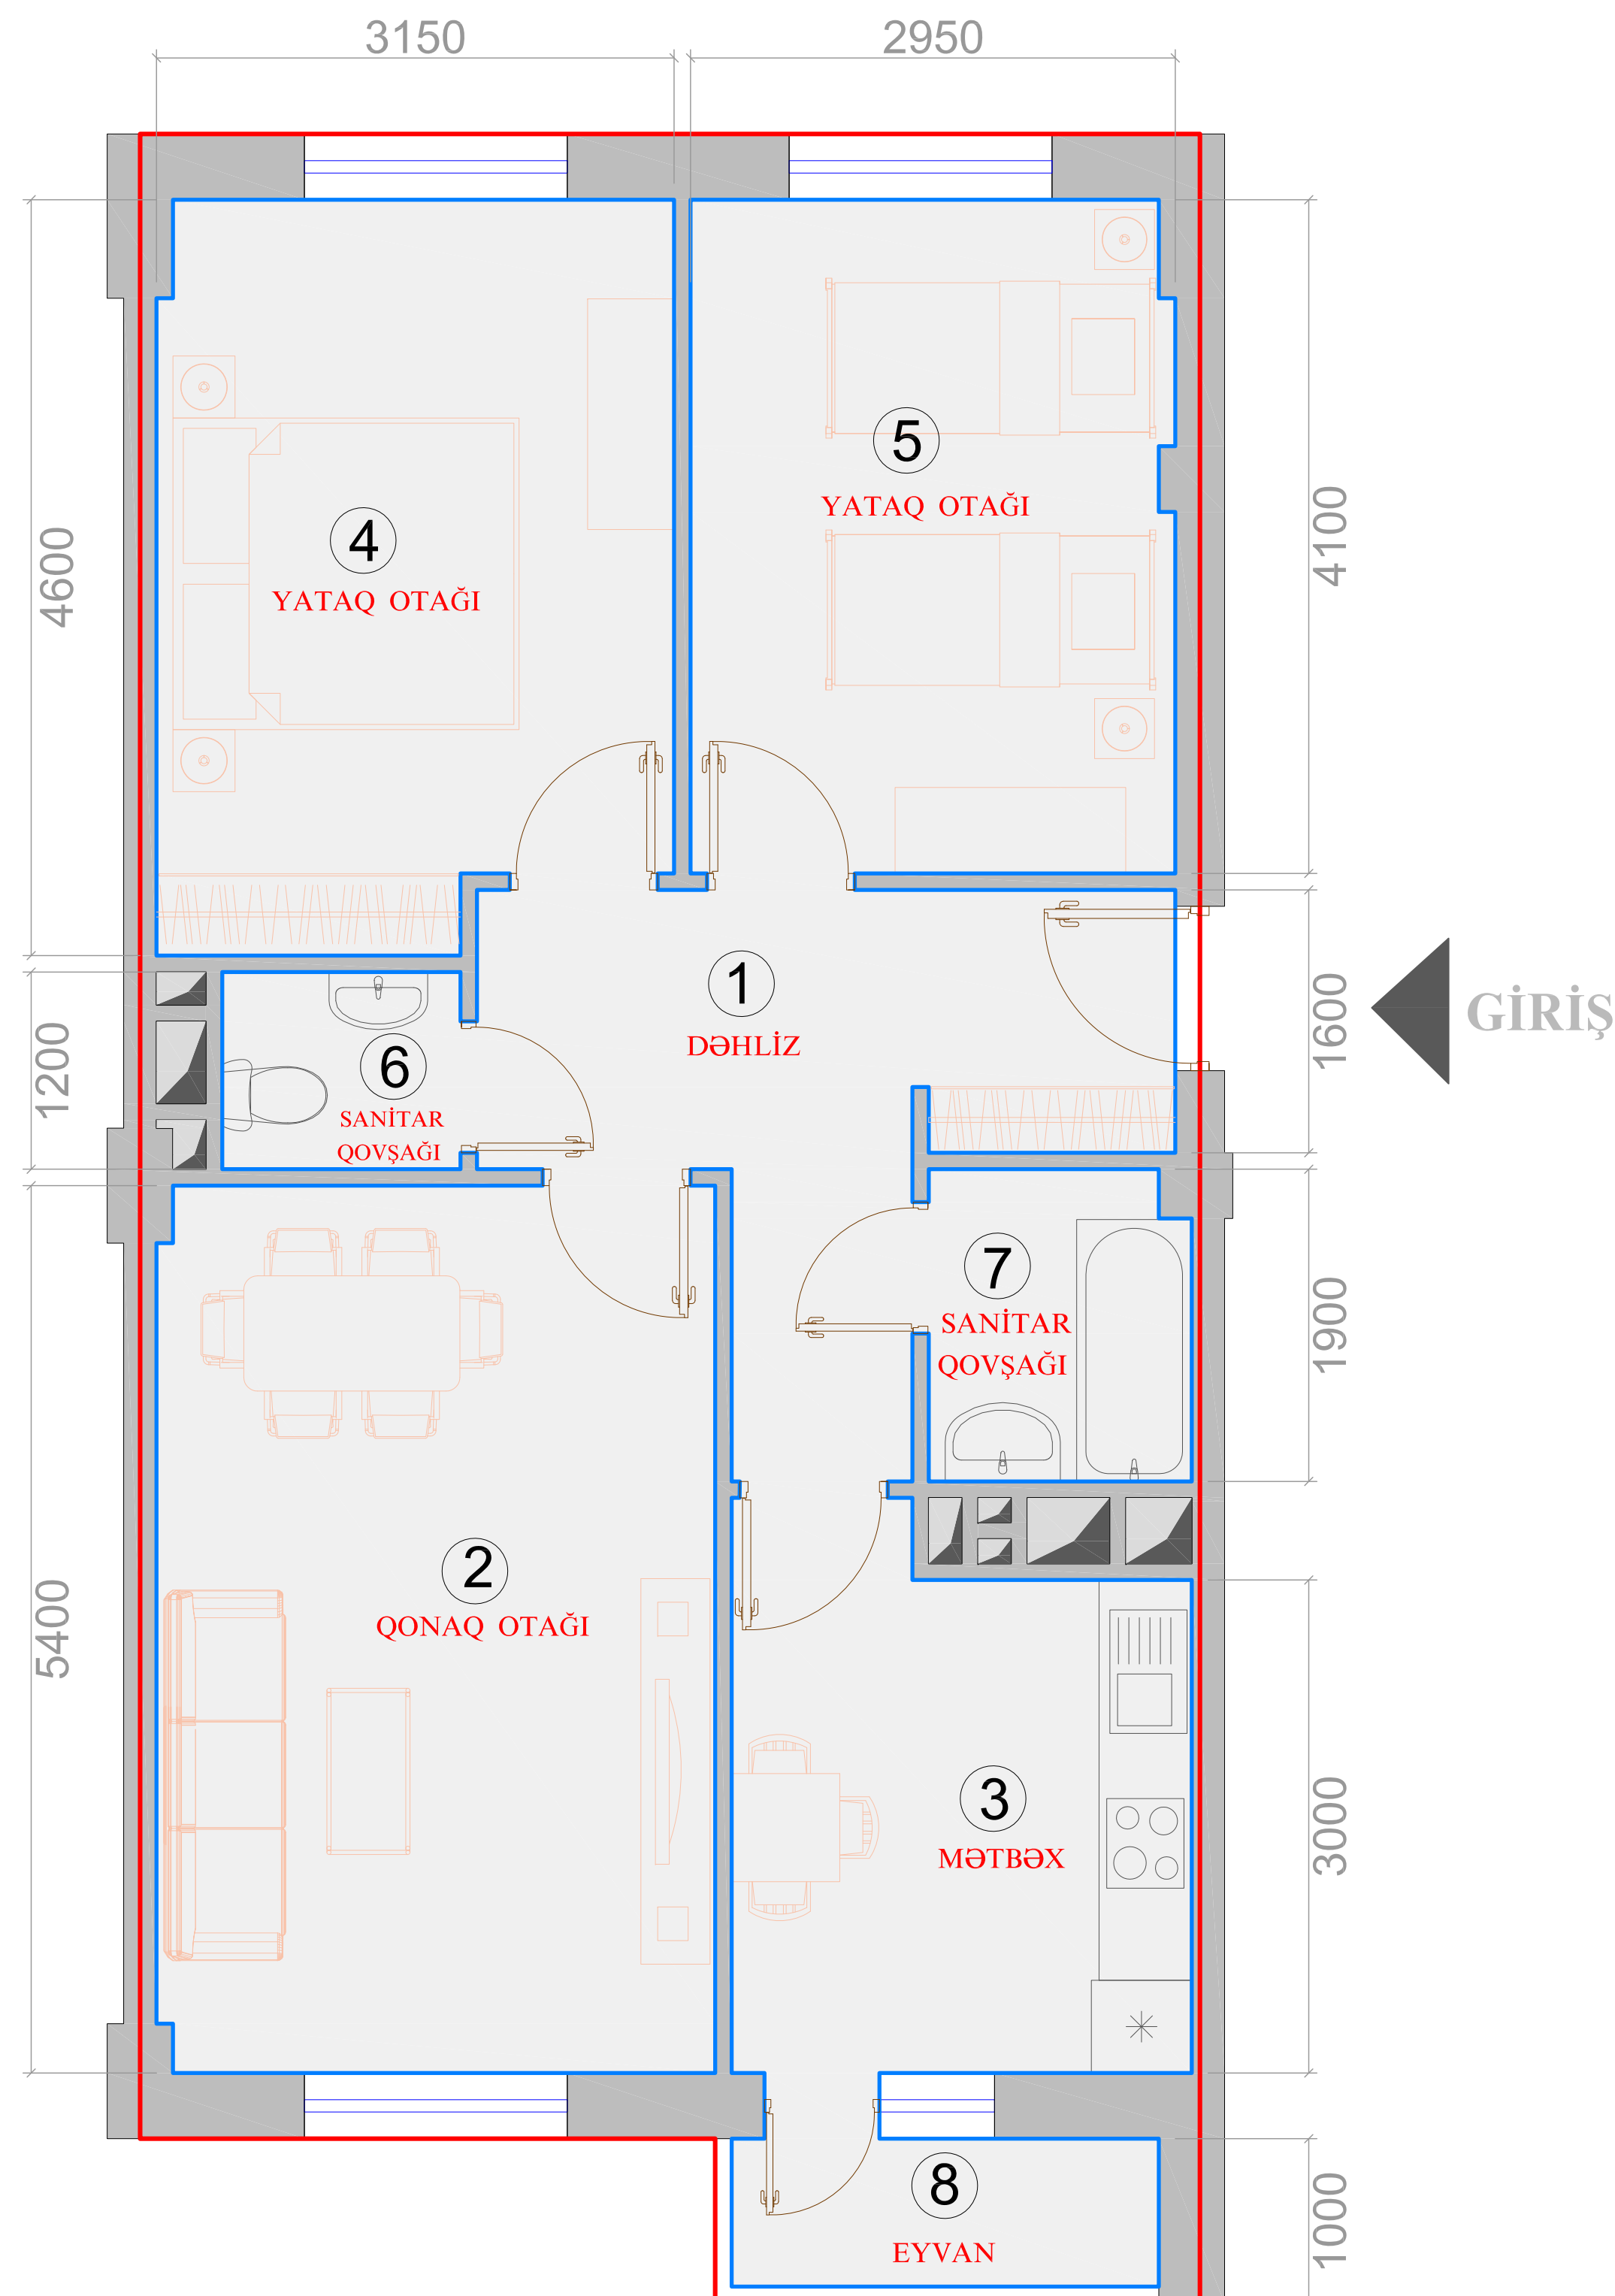 3150
2950
4600
4
YATAQ OTAĞI
5
YATAQ OTAĞI
4100
1
DƏHLİZ
1600
GİRİŞ
1200
6
SANİTAR
QOVŞAĞI
7
SANİTAR
QOVŞAĞI
1900
5400
2
QONAQ OTAĞI
3
MƏTBƏX
3000
8
EYVAN
1000